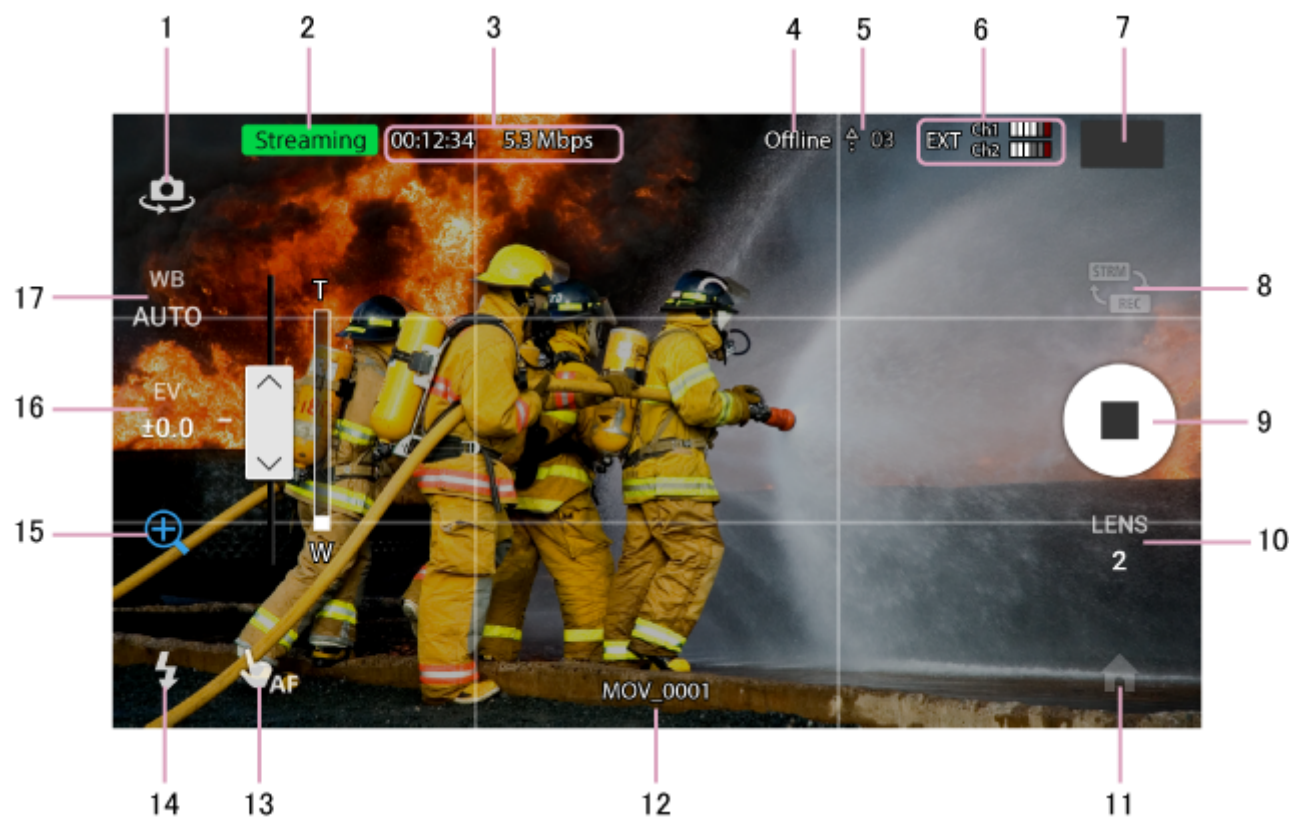 1 2 3 4 5 6 7
Streaming 00:12:34 5.3 Mbps Offline 03 EXT Ch1
Ch2
WB
AUTO
17
T
STRM
REC
8
EV
±0.0
16
9
15
W
LENS
2
10
AF
MOV_0001
14 13 12 11